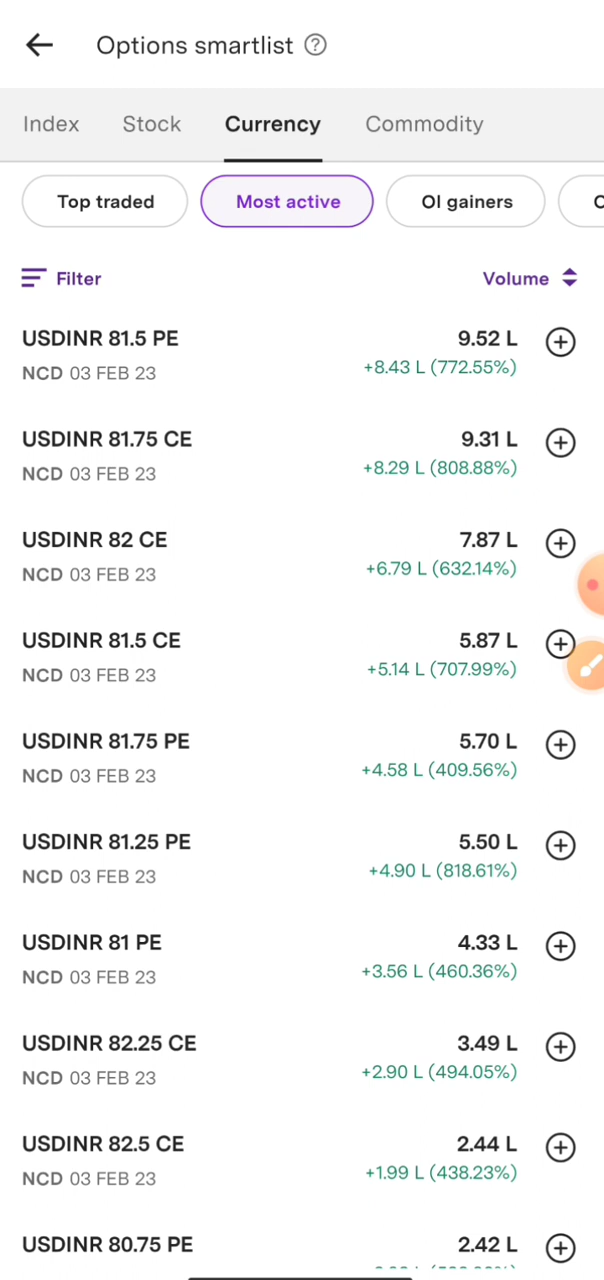 Options smartlist ?
Index Stock Currency Commodity
Top traded Most active OI gainers
Filter Volume
USDINR 81.5 PE 9.52 L
NCD 03 FEB 23 +8.43 L (772.55%)
USDINR 81.75 CE 9.31 L
NCD 03 FEB 23 +8.29 L (808.88%)
USDINR 82 CE 7.87 L
NCD 03 FEB 23 +6.79 L (632.14%)
USDINR 81.5 CE 5.87 L
NCD 03 FEB 23 +5.14 L (707.99%)
USDINR 81.75 PE 5.70 L
NCD 03 FEB 23 +4.58 L (409.56%)
USDINR 81.25 PE 5.50 L
NCD 03 FEB 23 +4.90 L (818.61%)
USDINR 81 PE 4.33 L
NCD 03 FEB 23 +3.56 L (460.36%)
USDINR 82.25 CE 3.49 L
NCD 03 FEB 23 +2.90 L (494.05%)
USDINR 82.5 CE 2.44 L
NCD 03 FEB 23 +1.99 L (438.23%)
USDINR 80.75 PE 2.42 L